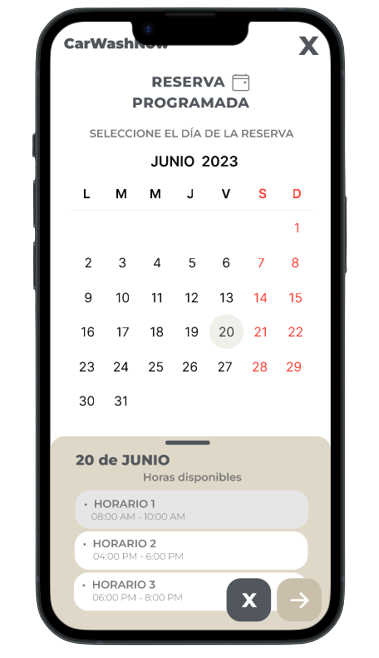 CarWashNow
X
RESERVA
PROGRAMADA
SELECCIONE EL DÍA DE LA RESERVA
JUNIO 2023
L M M J V S D
1
2 3 4 5 6 7 8
9 10 11 12 13 14 15
16 17 18 19 20 21 22
23 24 25 26 27 28 29
30 31
20 de JUNIO
Horas disponibles
• HORARIO 1
08:00 AM - 10:00 AM
• HORARIO 2
04:00 PM - 6:00 PM
• HORARIO 3
06:00 PM - 8:00 PM
X